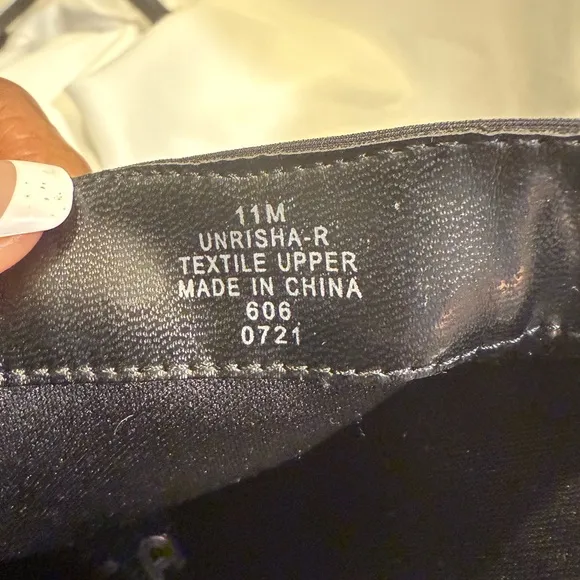 11M
UNRISHA-R
TEXTILE UPPER
MADE IN CHINA
606
0721